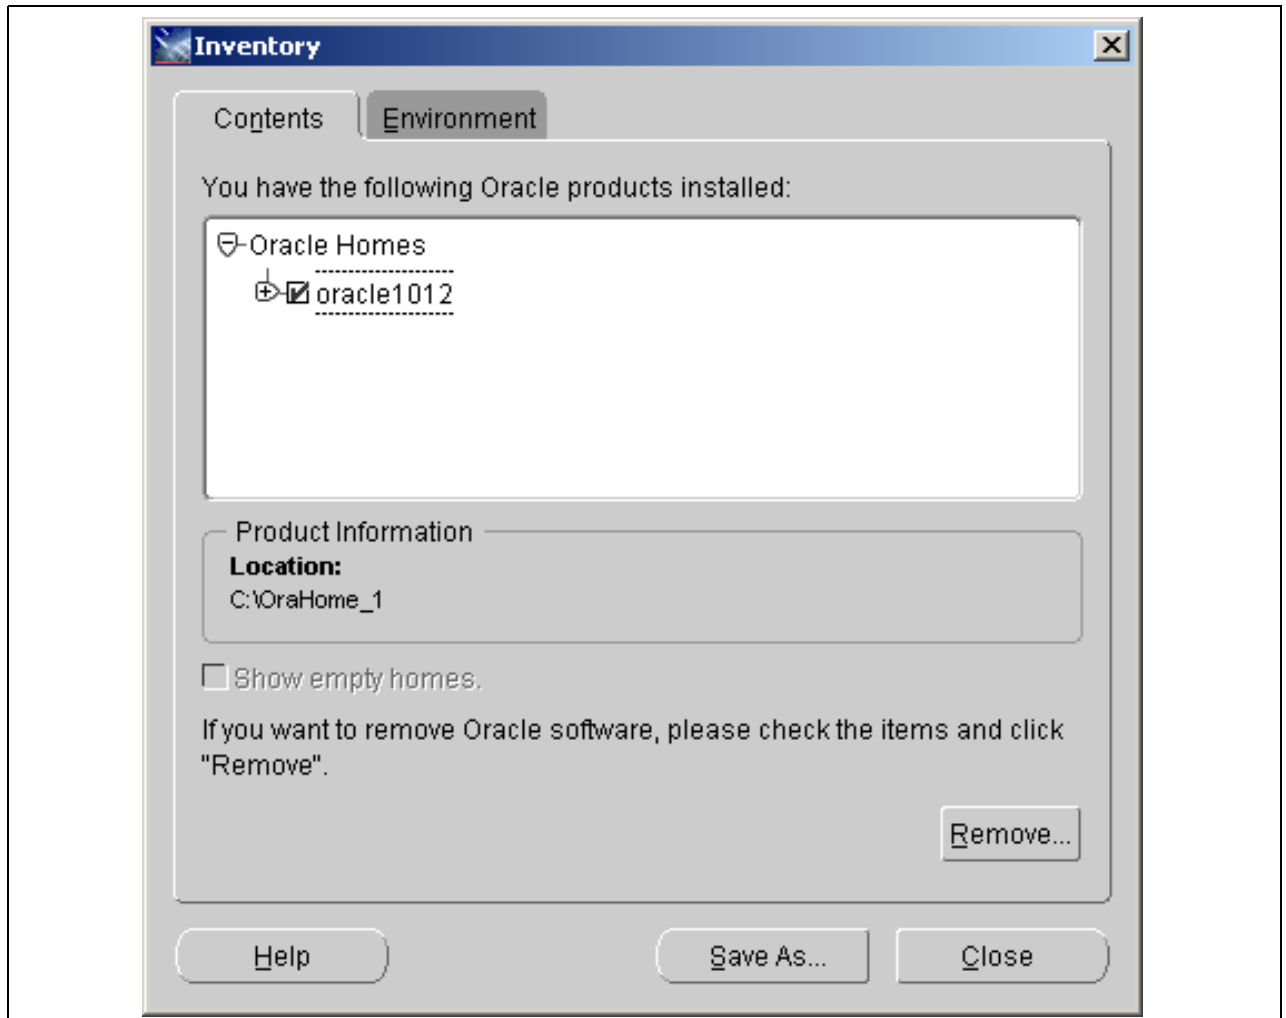 Inventory
Contents
Environment
You have the following Oracle products installed:
Oracle Homes
oracle1012
Product Information
Location:
C:\OraHome_1
Show empty homes.
If you want to remove Oracle software, please check the items and click
"Remove".
Remove...
Help
Save As...
Close